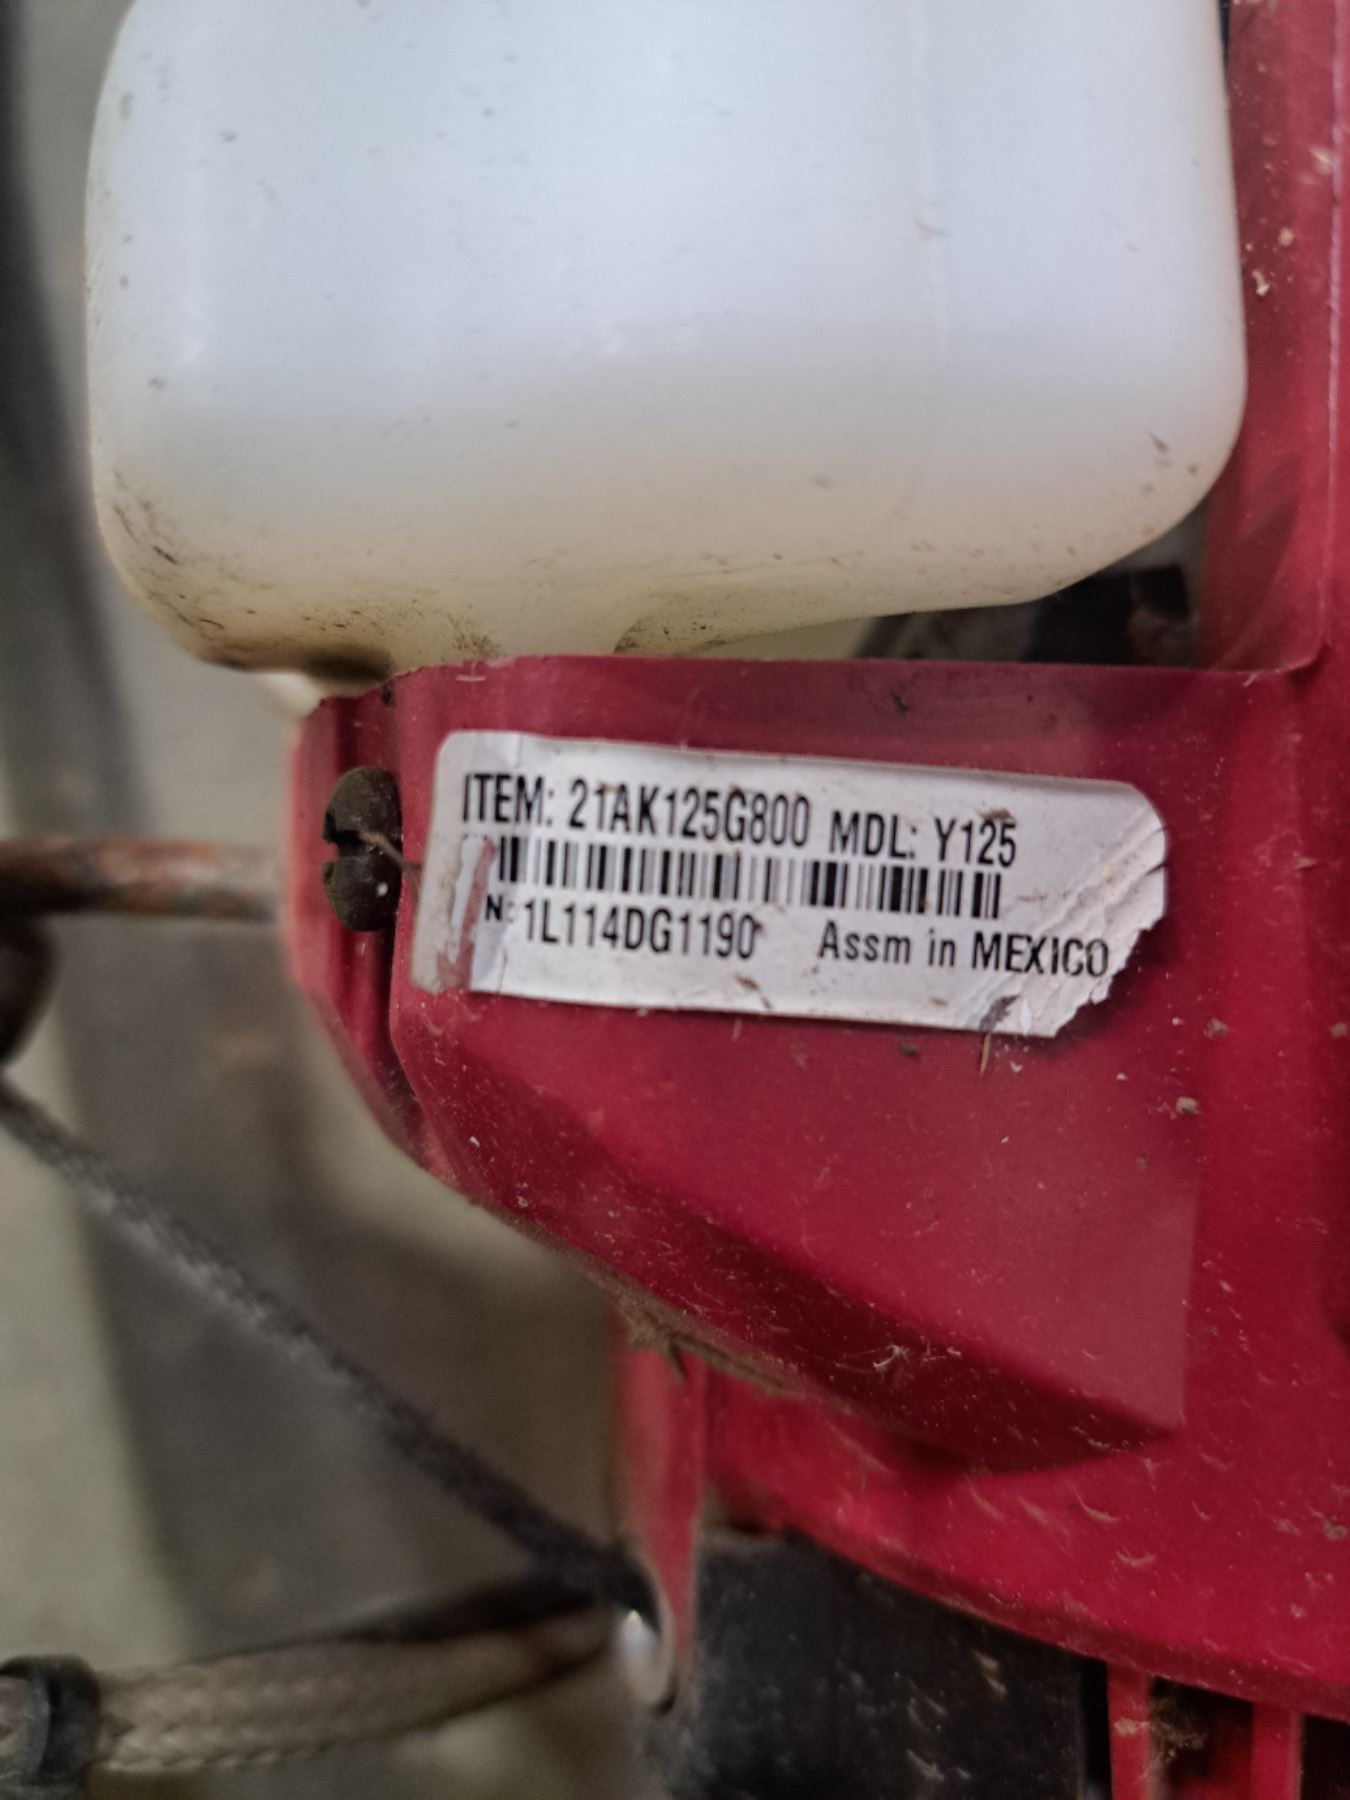 ITEM: 21AK125G800 MDL: Y125
N: 1L114DG1190 Assm in MEXICO